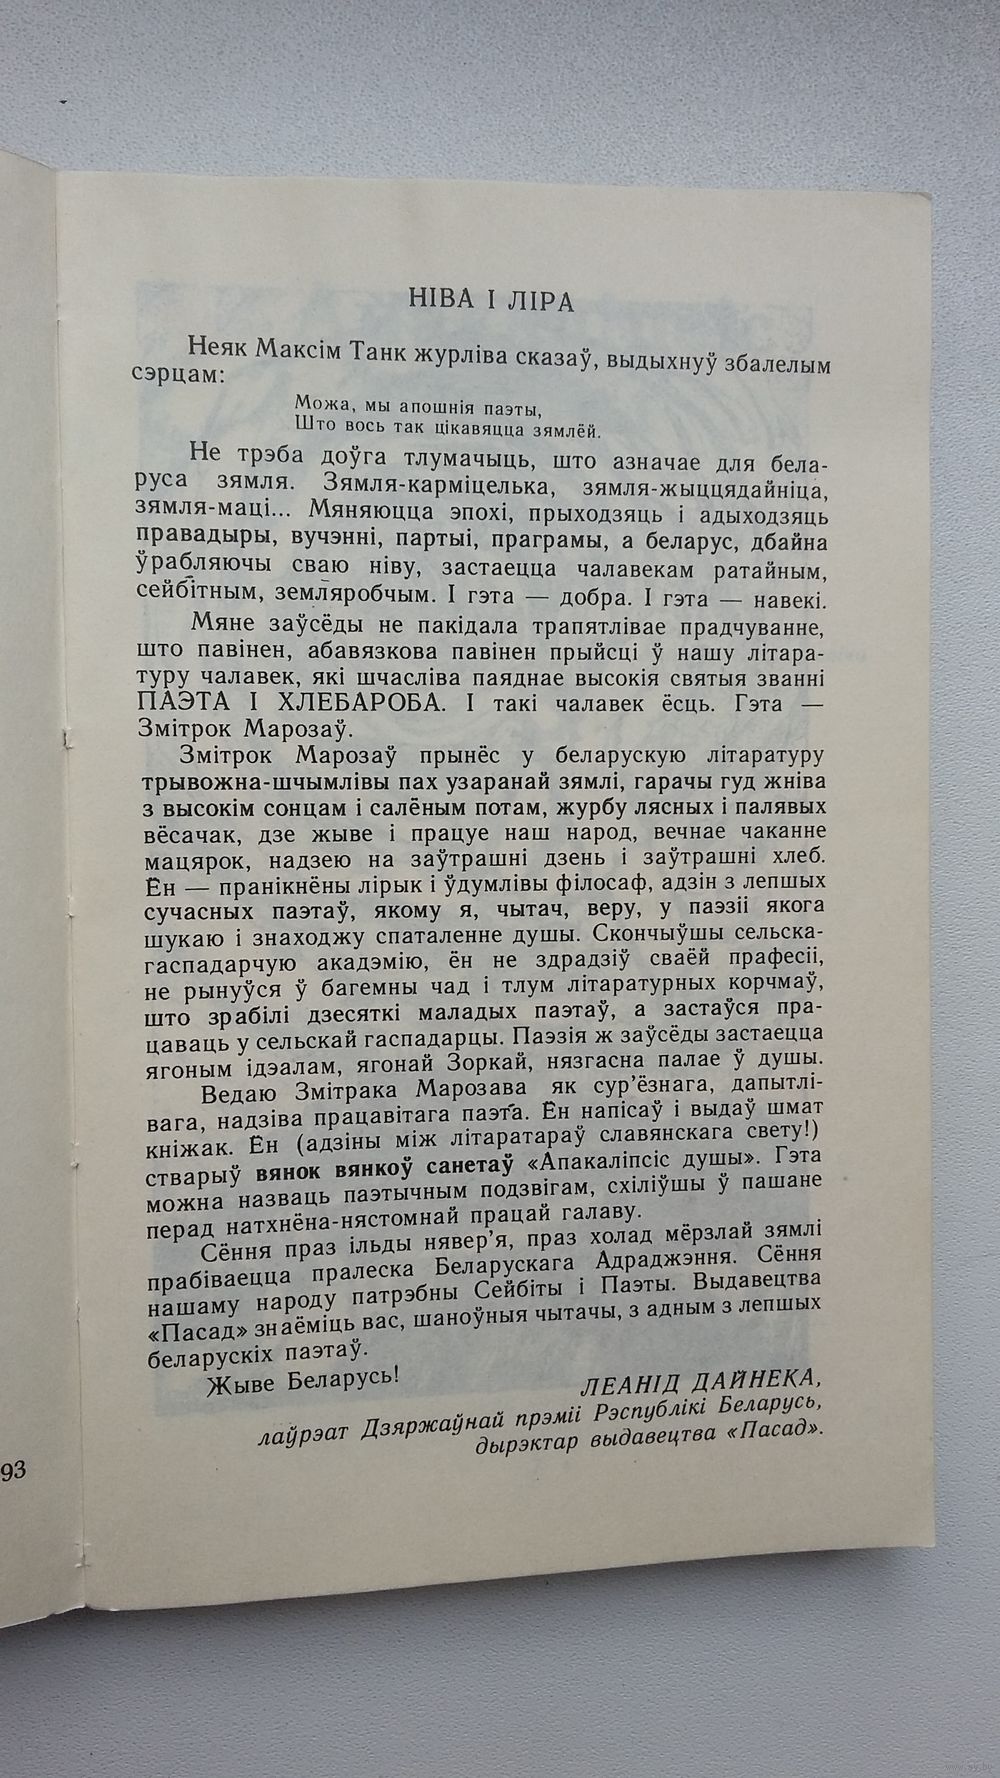 НІВА І ЛІРА
Неяк Максім Танк журліва сказаў, выдыхнуў збалелым
сэрцам:
Можа, мы апошнія паэты,
Што вось так цікавяцца зямлёй.
Не трэба доўга тлумачыць, што азначае для бела-
руса зямля. Зямля-карміцелька, зямля-жыццядайніца,
зямля-маці... Мяняюцца эпохі, прыходзяць і адыходзяць
правадыры, вучэнні, партыі, праграмы, а беларус, дбайна
ўрабляючы сваю ніву, застаецца чалавекам ратайным,
сейбітным, земляробчым. І гэта — добра. І гэта — навекі.
Мяне заўсёды не пакідала трапятлівае прадчуванне,
што павінен, абавязкова павінен прыйсці ў нашу літара-
туру чалавек, які шчасліва паяднае высокія святыя званні
ПАЭТА І ХЛЕБАРОБА. І такі чалавек ёсць. Гэта —
Змітрок Марозаў.
Змітрок Марозаў прынёс у беларускую літаратуру
трывожна-шчымлівы пах узаранай зямлі, гарачы гуд жніва
з высокім сонцам і салёным потам, журбу лясных і палявых
вёсачак, дзе жыве і працуе наш народ, вечнае чаканне
мацярок, надзею на заўтрашні дзень і заўтрашні хлеб.
Ён — пранікнёны лірык і ўдумлівы філосаф, адзін з лепшых
сучасных паэтаў, якому я, чытач, веру, у паэзіі якога
шукаю і знаходжу спаталенне душы. Скончыўшы сельска-
гаспадарчую акадэмію, ён не здрадзіў сваёй прафесіі,
не рынуўся ў багемны чад і тлум літаратурных корчмаў,
што зрабілі дзесяткі маладых паэтаў, а застаўся пра-
цаваць у сельскай гаспадарцы. Паэзія ж заўсёды застаецца
ягоным ідэалам, ягонай Зоркай, нязгасна палае ў душы.
Ведаю Змітрака Марозава як сур’ёзнага, дапытлі-
вага, надзіва працавітага паэта. Ён напісаў і выдаў шмат
кніжак. Ён (адзіны між літаратараў славянскага свету!)
стварыў вянок вянкоў санетаў «Апакаліпсіс душы». Гэта
можна назваць паэтычным подзвігам, схіліўшы ў пашане
перад натхнёна-нястомнай працай галаву.
Сёння праз ільды нявер’я, праз холад мёрзлай зямлі
прабіваецца пралеска Беларускага Адраджэння. Сёння
нашаму народу патрэбны Сейбіты і Паэты. Выдавецтва
«Пасад» знаёміць вас, шаноўныя чытачы, з адным з лепшых
беларускіх паэтаў.
Жыве Беларусь!
ЛЕАНІД ДАЙНЕКА,
лаўрэат Дзяржаўнай прэміі Рэспублікі Беларусь,
дырэктар выдавецтва «Пасад».
93
www.ay.by